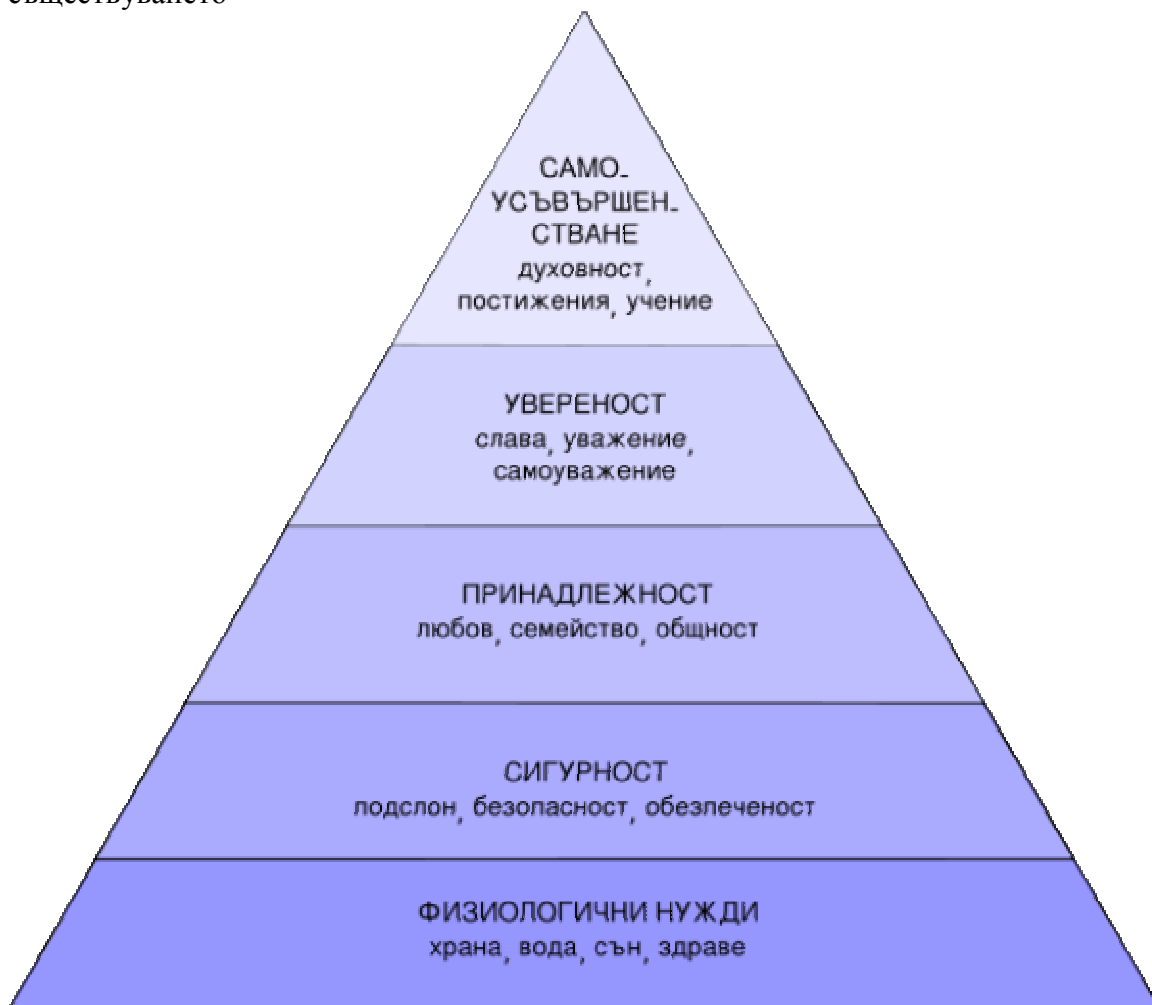 съществуването
САМО-
УСЪВЪРШЕН-
СТВАНЕ
духовност,
постижения, учение
УВЕРЕНОСТ
слава, уважение,
самоуважение
ПРИНАДЛЕЖНОСТ
любов, семейство, общност
СИГУРНОСТ
подслон, безопасност, обезпеченост
ФИЗИОЛОГИЧНИ НУЖДИ
храна, вода, сън, здраве